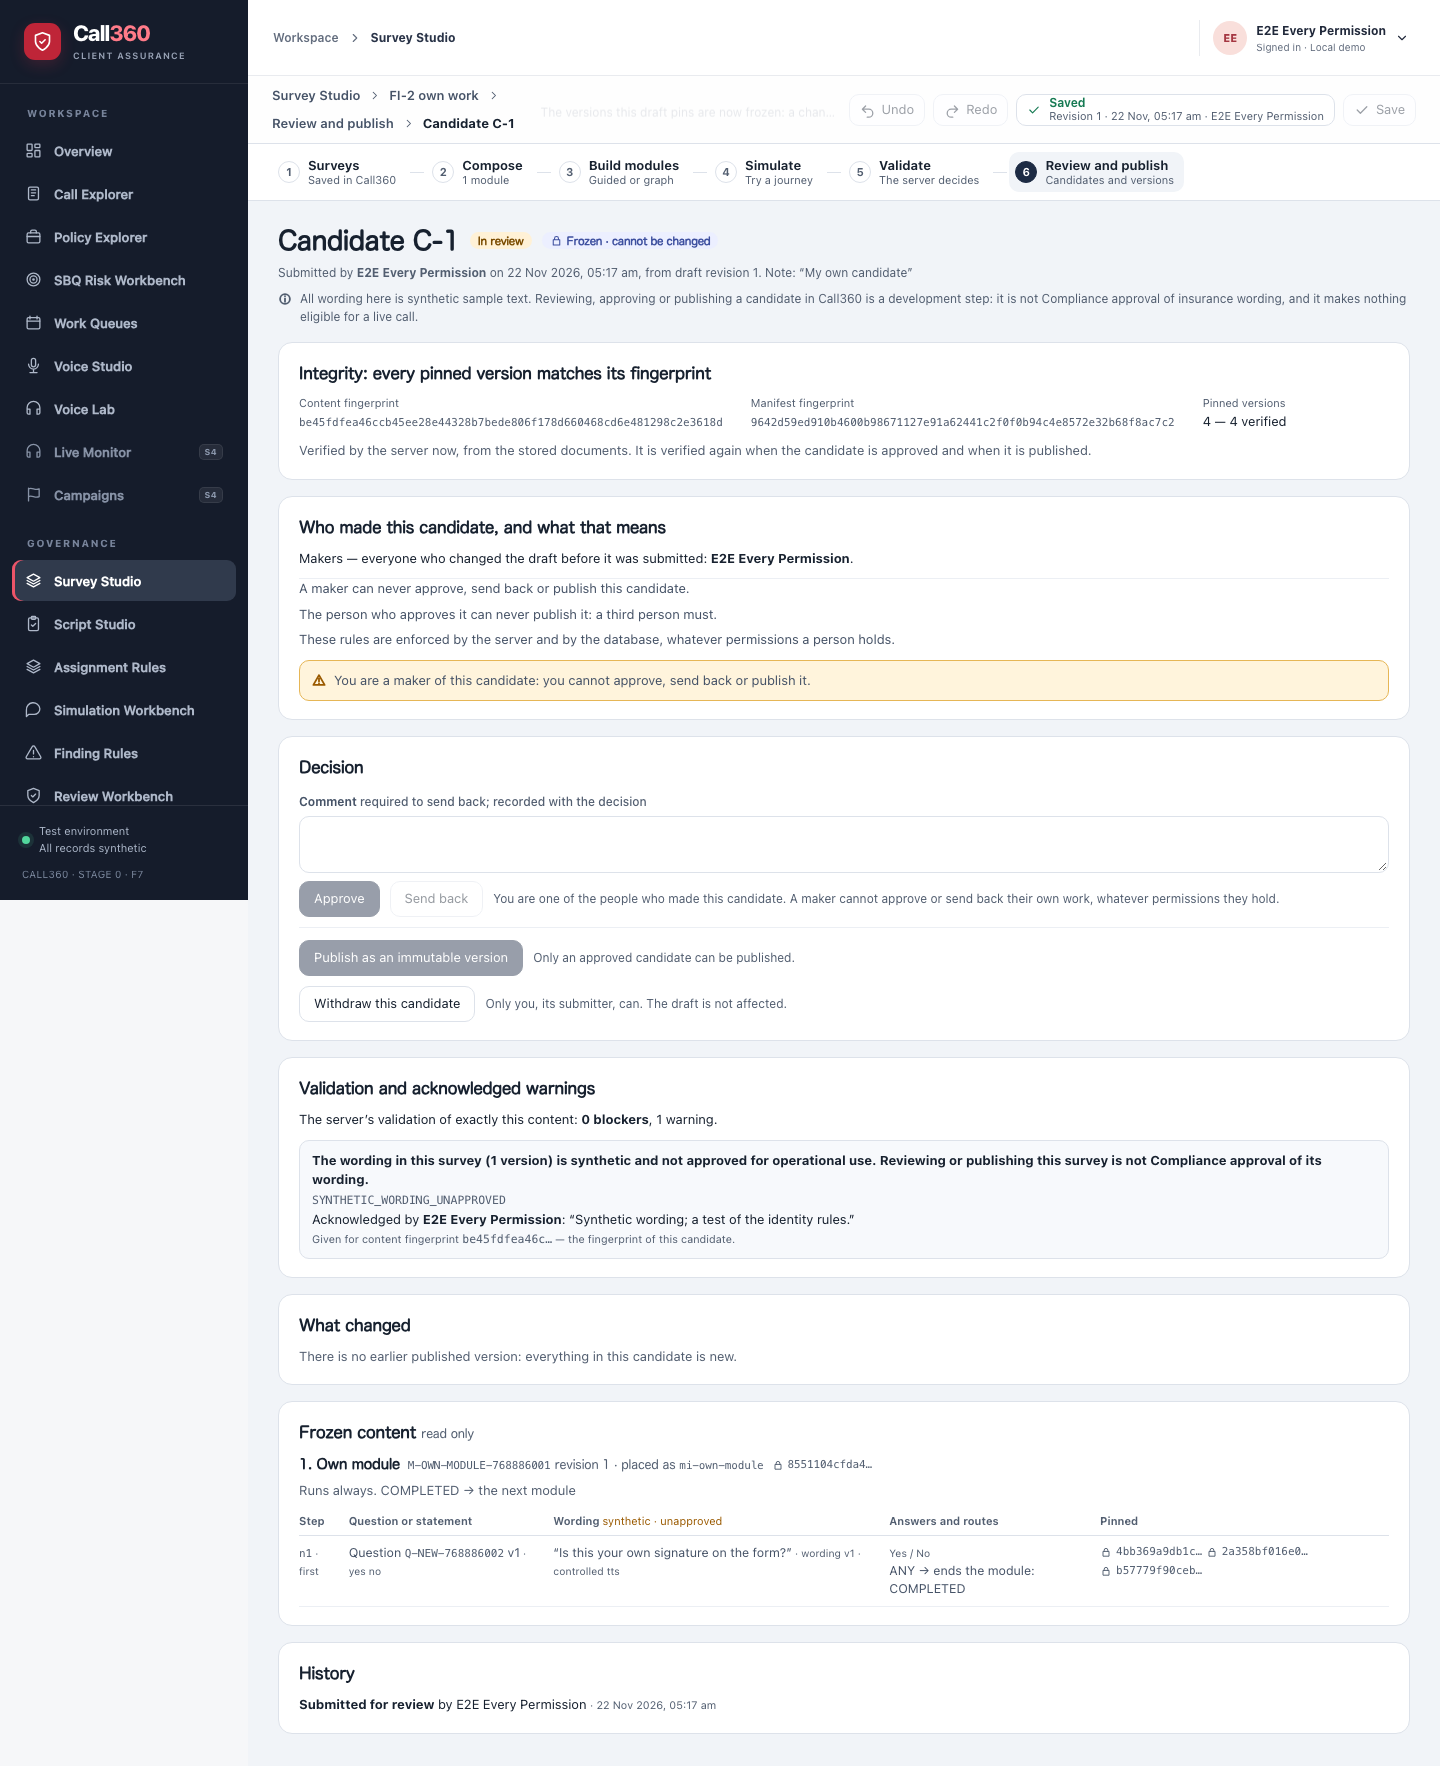 Call360
CLIENT ASSURANCE
WORKSPACE
Overview
Call Explorer
Policy Explorer
SBQ Risk Workbench
Work Queues
Voice Studio
Voice Lab
Live Monitor S4
Campaigns S4
GOVERNANCE
Survey Studio
Script Studio
Assignment Rules
Simulation Workbench
Finding Rules
Review Workbench
Test environment
All records synthetic
CALL360 · STAGE 0 · F7
Workspace > Survey Studio
EE
E2E Every Permission
Signed in · Local demo
Survey Studio > FI-2 own work >
Review and publish > Candidate C-1
The versions this draft pins are now frozen: a chan…
Undo
Redo
Saved
Revision 1 · 22 Nov, 05:17 am · E2E Every Permission
Save
1 Surveys
Saved in Call360
2 Compose
1 module
3 Build modules
Guided or graph
4 Simulate
Try a journey
5 Validate
The server decides
6 Review and publish
Candidates and versions
Candidate C-1 In review Frozen · cannot be changed
Submitted by E2E Every Permission on 22 Nov 2026, 05:17 am, from draft revision 1. Note: “My own candidate”
All wording here is synthetic sample text. Reviewing, approving or publishing a candidate in Call360 is a development step: it is not Compliance approval of insurance wording, and it makes nothing
eligible for a live call.
Integrity: every pinned version matches its fingerprint
Content fingerprint
be45fdfea46ccb45ee28e44328b7bede806f178d660468cd6e481298c2e3618d
Manifest fingerprint
9642d59ed910b4600b98671127e91a62441c2f0f0b94c4e8572e32b68f8ac7c2
Pinned versions
4 — 4 verified
Verified by the server now, from the stored documents. It is verified again when the candidate is approved and when it is published.
Who made this candidate, and what that means
Makers — everyone who changed the draft before it was submitted: E2E Every Permission.
A maker can never approve, send back or publish this candidate.
The person who approves it can never publish it: a third person must.
These rules are enforced by the server and by the database, whatever permissions a person holds.
You are a maker of this candidate: you cannot approve, send back or publish it.
Decision
Comment required to send back; recorded with the decision
Approve Send back You are one of the people who made this candidate. A maker cannot approve or send back their own work, whatever permissions they hold.
Publish as an immutable version Only an approved candidate can be published.
Withdraw this candidate Only you, its submitter, can. The draft is not affected.
Validation and acknowledged warnings
The server’s validation of exactly this content: 0 blockers, 1 warning.
The wording in this survey (1 version) is synthetic and not approved for operational use. Reviewing or publishing this survey is not Compliance approval of its
wording.
SYNTHETIC_WORDING_UNAPPROVED
Acknowledged by E2E Every Permission: “Synthetic wording; a test of the identity rules.”
Given for content fingerprint be45fdfea46c… — the fingerprint of this candidate.
What changed
There is no earlier published version: everything in this candidate is new.
Frozen content read only
1. Own module M-OWN-MODULE-768886001 revision 1 · placed as mi-own-module 8551104cfda4…
Runs always. COMPLETED → the next module
Step Question or statement Wording synthetic · unapproved Answers and routes Pinned
n1 ·
first
Question Q-NEW-768886002 v1 ·
yes no
“Is this your own signature on the form?” · wording v1 ·
controlled tts
Yes / No
ANY → ends the module:
COMPLETED
4bb369a9db1c… 2a358bf016e0…
b57779f90ceb…
History
Submitted for review by E2E Every Permission · 22 Nov 2026, 05:17 am